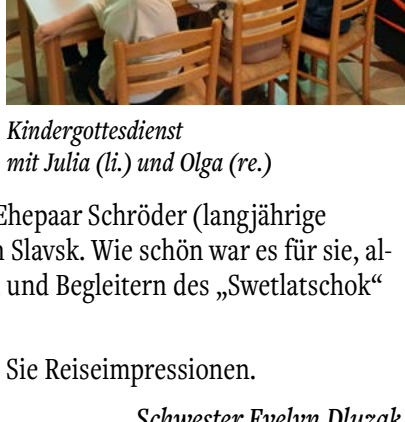 Kindergottesdienst
mit Julia (li.) und Olga (re.)
Ehepaar Schröder (langjährige
Slavsk. Wie schön war es für sie, al-
und Begleitern des „Swetlatschok“
Sie Reiseimpressionen.
Schwester Evelyn Dluzak